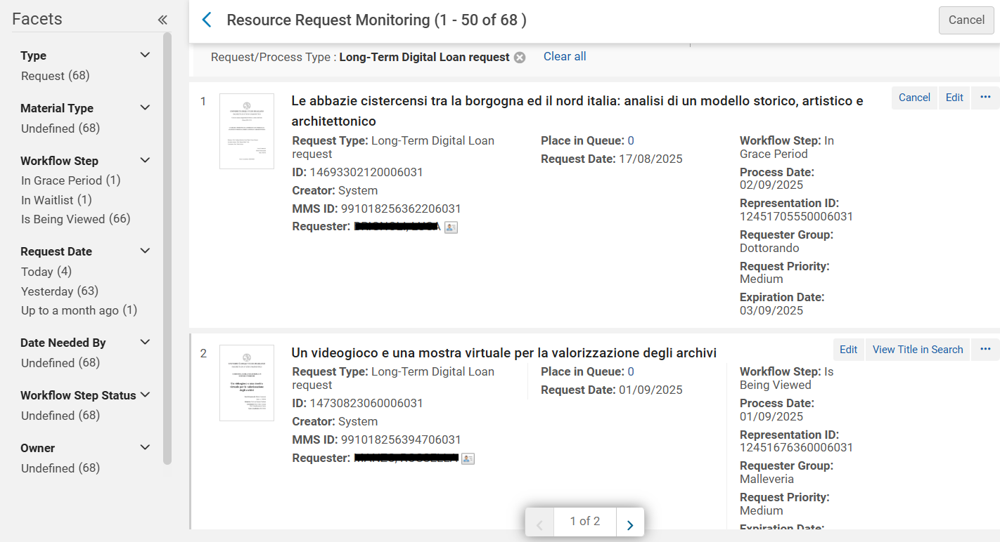 Facets
Type
Request (68)
Material Type
Undefined (68)
Workflow Step
In Grace Period (1)
In Waitlist (1)
Is Being Viewed (66)
Request Date
Today (4)
Yesterday (63)
Up to a month ago (1)
Date Needed By
Undefined (68)
Workflow Step Status
Undefined (68)
Owner
Undefined (68)
Resource Request Monitoring (1 - 50 of 68 )
Cancel
Request/Process Type : Long-Term Digital Loan request
Clear all
1
Le abbazie cistercensi tra la borgogna ed il nord italia: analisi di un modello storico, artistico e
architettonico
Cancel
Edit
Request Type: Long-Term Digital Loan
request
ID: 14693302120006031
Creator: System
MMS ID: 991018256362206031
Requester:
Place in Queue: 0
Request Date: 17/08/2025
Workflow Step: In
Grace Period
Process Date:
02/09/2025
Representation ID:
12451705550006031
Requester Group:
Dottorando
Request Priority:
Medium
Expiration Date:
03/09/2025
2
Un videogioco e una mostra virtuale per la valorizzazione degli archivi
Edit
View Title in Search
Request Type: Long-Term Digital Loan
request
ID: 14730823060006031
Creator: System
MMS ID: 991018256394706031
Requester:
Place in Queue: 0
Request Date: 01/09/2025
Workflow Step: Is
Being Viewed
Process Date:
01/09/2025
Representation ID:
12451676360006031
Requester Group:
Malleveria
Request Priority:
Medium
Expiration Date:
1 of 2